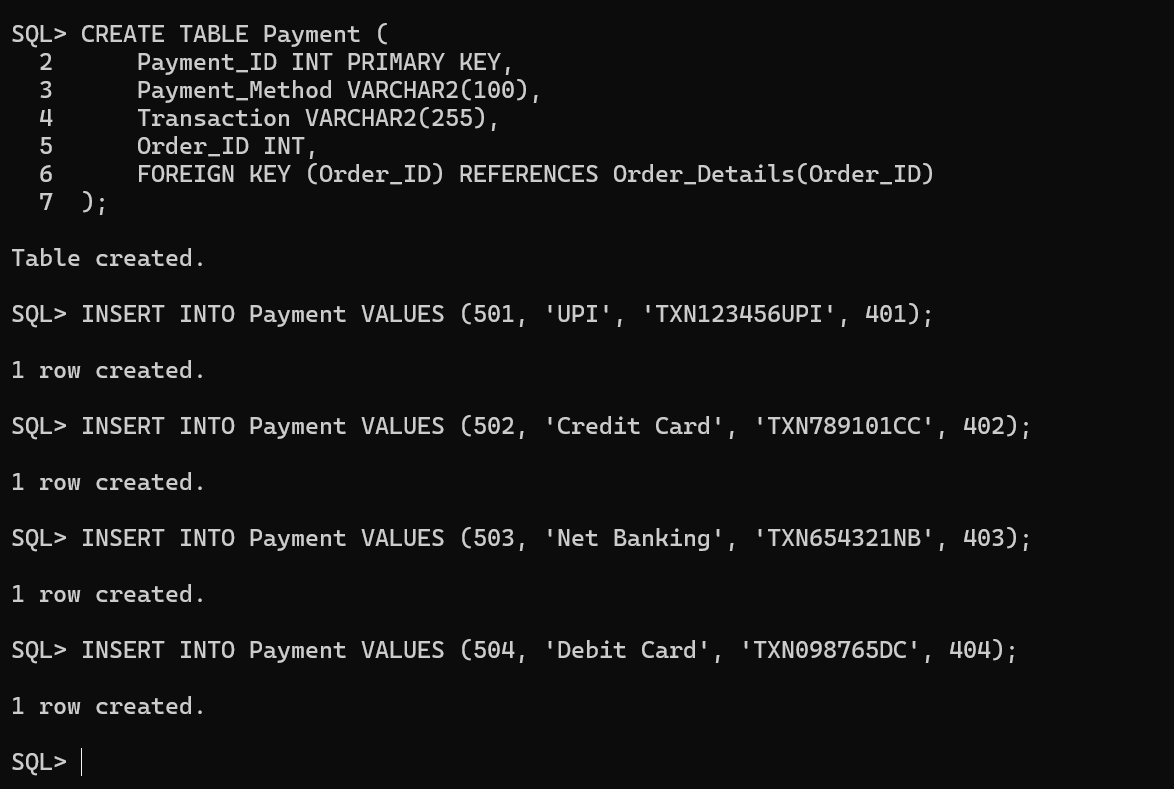 SQL> CREATE TABLE Payment (
  2     Payment_ID INT PRIMARY KEY,
  3     Payment_Method VARCHAR2(100),
  4     Transaction VARCHAR2(255),
  5     Order_ID INT,
  6     FOREIGN KEY (Order_ID) REFERENCES Order_Details(Order_ID)
  7  );
Table created.
SQL> INSERT INTO Payment VALUES (501, 'UPI', 'TXN123456UPI', 401);
1 row created.
SQL> INSERT INTO Payment VALUES (502, 'Credit Card', 'TXN789101CC', 402);
1 row created.
SQL> INSERT INTO Payment VALUES (503, 'Net Banking', 'TXN654321NB', 403);
1 row created.
SQL> INSERT INTO Payment VALUES (504, 'Debit Card', 'TXN098765DC', 404);
1 row created.
SQL>